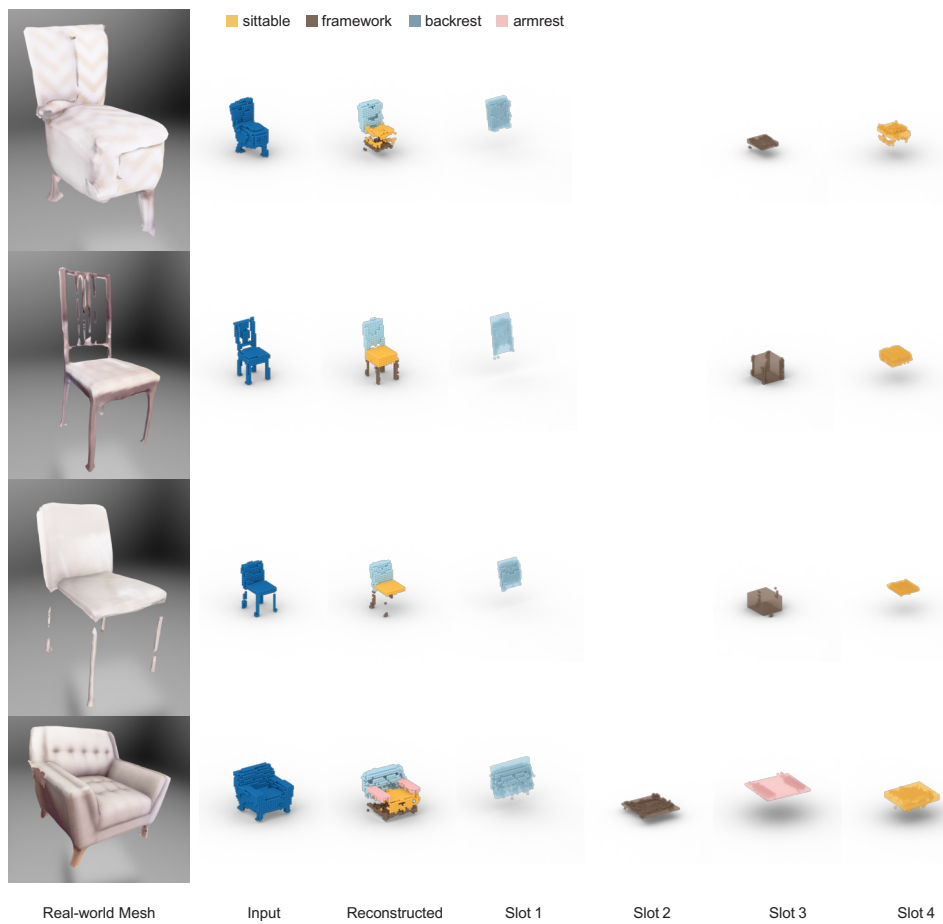 sittable framework backrest armrest
Real-world Mesh Input Reconstructed Slot 1 Slot 2 Slot 3 Slot 4